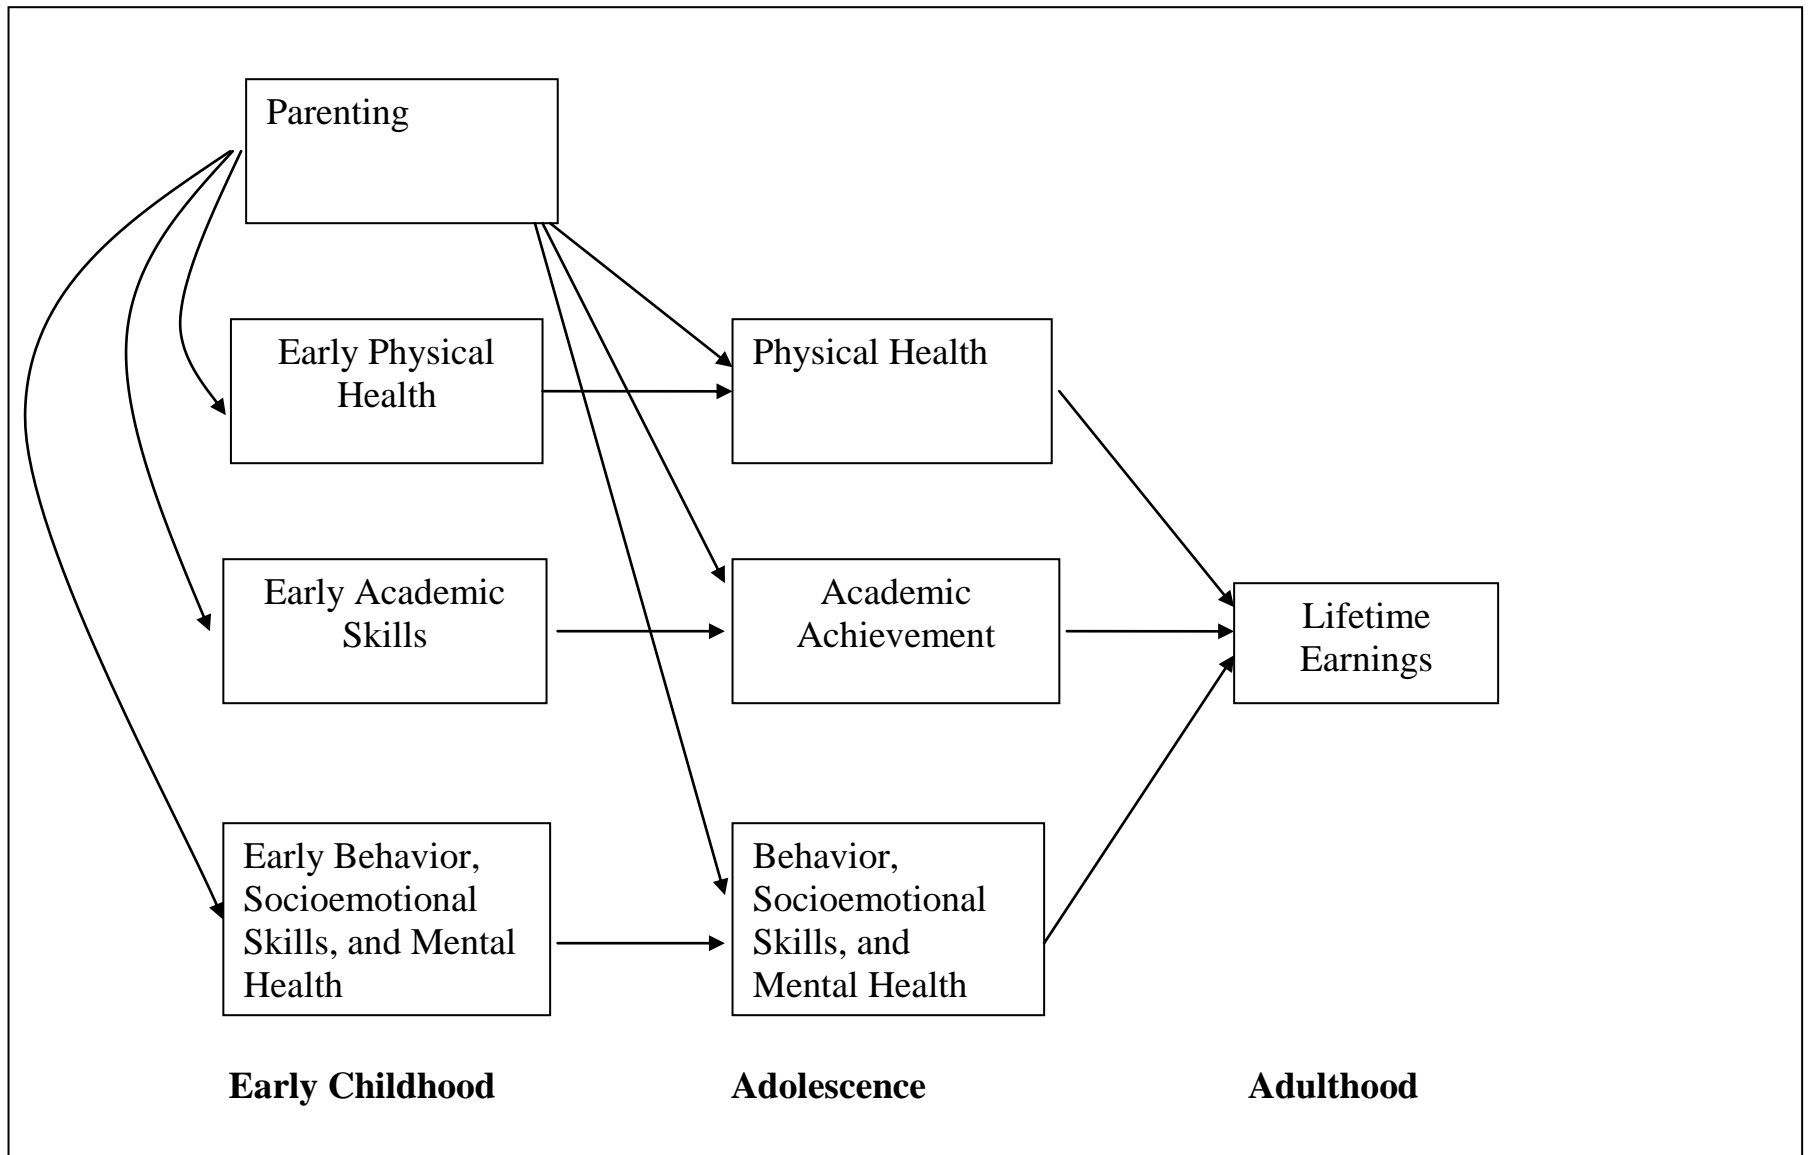 Parenting
Early Physical
Health
Physical Health
Early Academic
Skills
Academic
Achievement
Lifetime
Earnings
Early Behavior,
Socioemotional
Skills, and Mental
Health
Behavior,
Socioemotional
Skills, and
Mental Health
Early Childhood
Adolescence
Adulthood